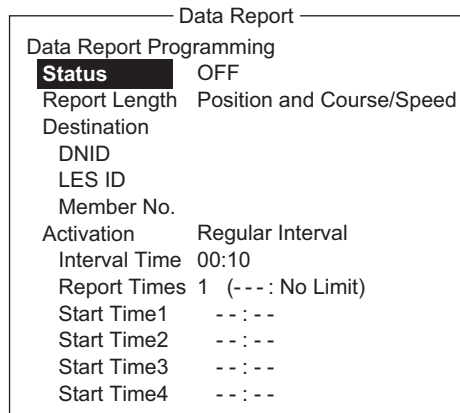 Data Report
Data Report Programming
Status OFF
Report Length Position and Course/Speed
Destination
DNID
LES ID
Member No.
Activation Regular Interval
Interval Time 00:10
Report Times 1 (---: No Limit)
Start Time1 --:--
Start Time2 --:--
Start Time3 --:--
Start Time4 --:--